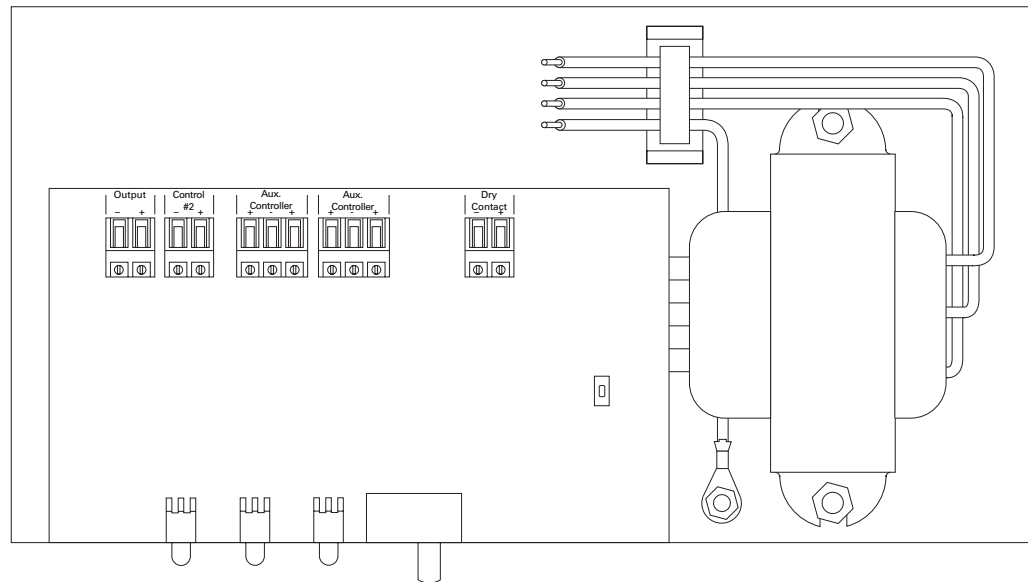 Output
− +
Control
#2
− +
Aux.
Controller
+ - +
Aux.
Controller
+ - +
Dry
Contact
− +